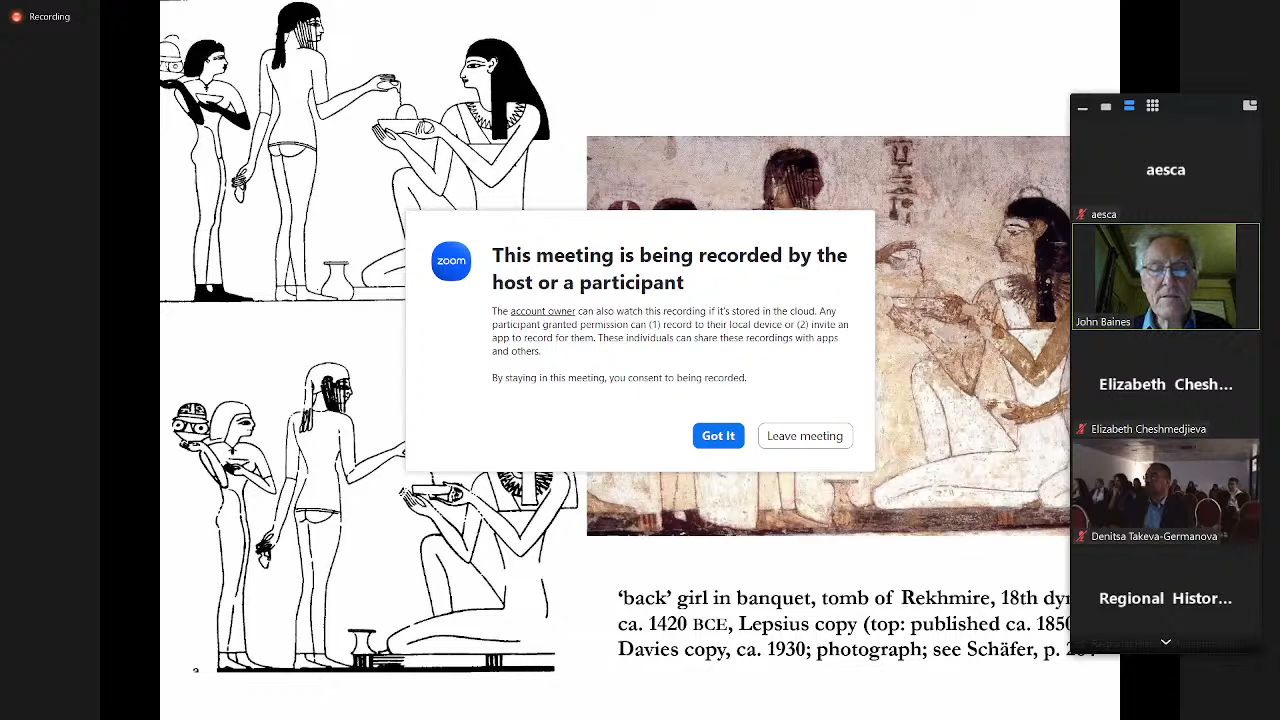 Recording
zoom
This meeting is being recorded by the
host or a participant
The account owner can also watch this recording if it's stored in the cloud. Any
participant granted permission can (1) record to their local device or (2) invite an
app to record for them. These individuals can share these recordings with apps
and others.
By staying in this meeting, you consent to being recorded.
Got It
Leave meeting
aesca
aesca
John Baines
Elizabeth Chesh...
Elizabeth Cheshmedjieva
Denitsa Takeva-Germanova
Regional Histor...
‘back’ girl in banquet, tomb of Rekhmire, 18th
ca. 1420 BCE, Lepsius copy (top: published ca. 1850
Davies copy, ca. 1930; photograph; see Schäfer, p.